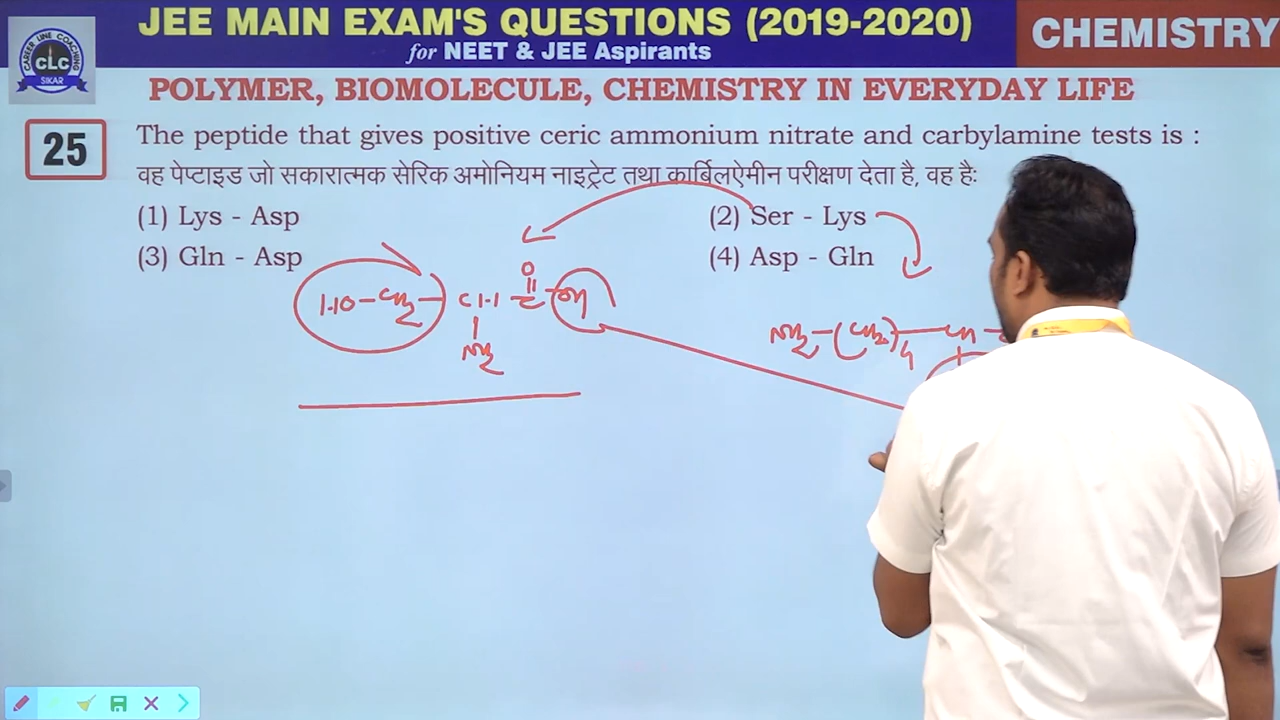 JEE MAIN EXAM'S QUESTIONS (2019-2020)
for NEET & JEE Aspirants
CHEMISTRY
CAREER LINE COACHING
CLC
SIKAR
POLYMER, BIOMOLECULE, CHEMISTRY IN EVERYDAY LIFE
25
The peptide that gives positive ceric ammonium nitrate and carbylamine tests is :
वह पेप्टाइड जो सकारात्मक सेरिक अमोनियम नाइट्रेट तथा कार्बिलऐमीन परीक्षण देता है, वह हैः
(1) Lys - Asp
(2) Ser - Lys
(3) Gln - Asp
(4) Asp - Gln
O
HO-CH2-CH-C-OH
NH2
NH2-(CH2)4-CH